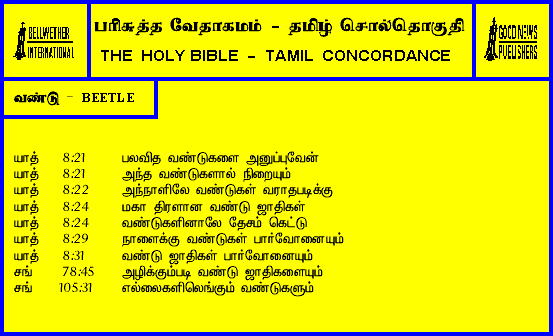 BELLWETHER
INTERNATIONAL
பரிசுத்த வேதாகமம் - தமிழ் சொல்தொகுதி
THE HOLY BIBLE - TAMIL CONCORDANCE
GOOD NEWS
PUBLISHERS
வண்டு - BEETLE
யாத் 8:21 பலவித வண்டுகளை அனுப்புவேன்
யாத் 8:21 அந்த வண்டுகளால் நிறையும்
யாத் 8:22 அந்நாளிலே வண்டுகள் வராதபடிக்கு
யாத் 8:24 மகா திரளான வண்டு ஜாதிகள்
யாத் 8:24 வண்டுகளினாலே தேசம் கெட்டு
யாத் 8:29 நாளைக்கு வண்டுகள் பார்வோனையும்
யாத் 8:31 வண்டு ஜாதிகள் பார்வோனையும்
சங் 78:45 அழிக்கும்படி வண்டு ஜாதிகளையும்
சங் 105:31 எல்லைகளிலெங்கும் வண்டுகளும்